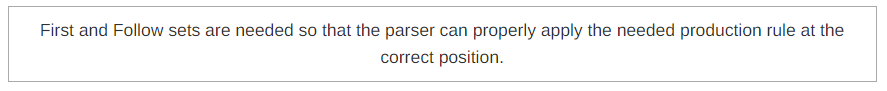 First and Follow sets are needed so that the parser can properly apply the needed production rule at the
correct position.